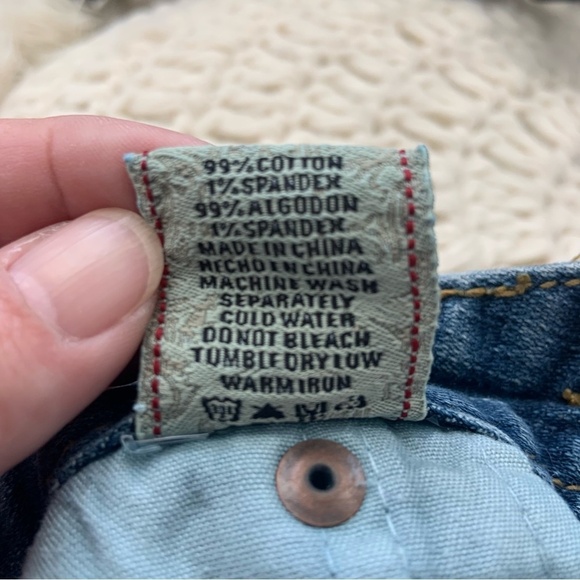 99% COTTON
1% SPANDEX
99% ALGODON
1% SPANDEX
MADE IN CHINA
HECHO EN CHINA
MACHINE WASH
SEPARATELY
COLD WATER
DO NOT BLEACH
TUMBLE DRY LOW
WARM IRON